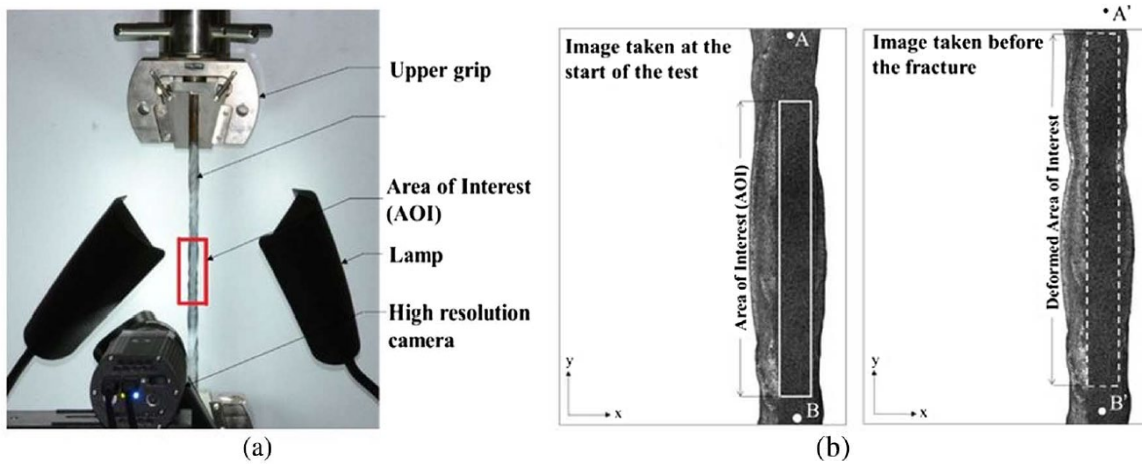 Upper grip
Area of Interest
(AOI)
Lamp
High resolution
camera
(a)
Image taken at the
start of the test
A
Area of Interest (AOI)
B
y
x
Image taken before
the fracture
A'
Deformed Area of Interest
B'
y
x
(b)